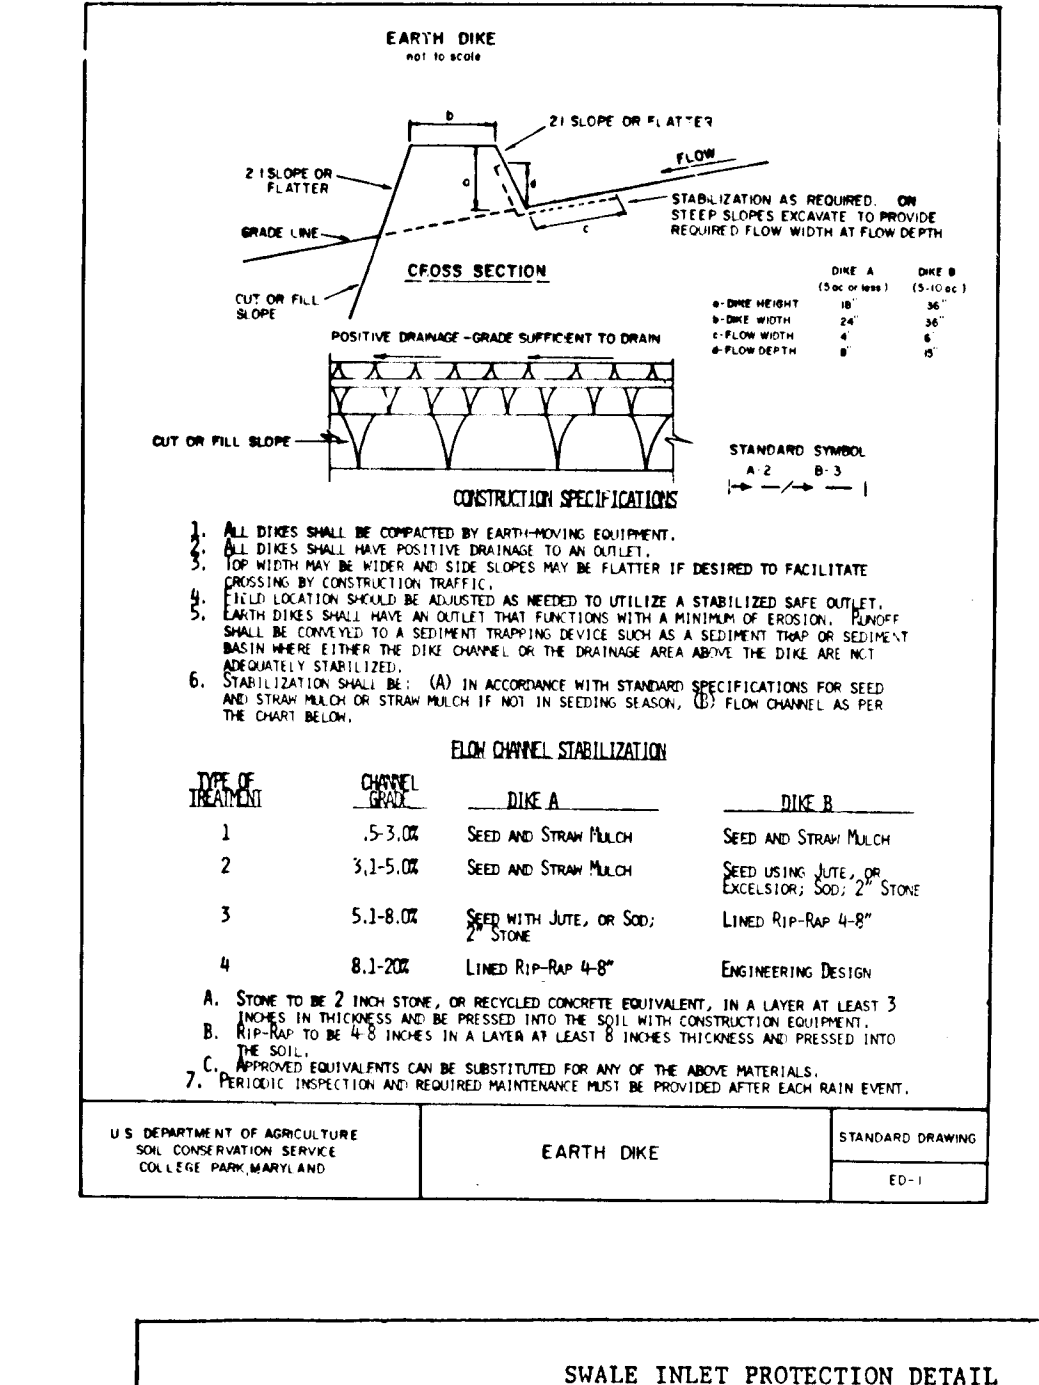 EARTH DIKE
not to scale
b
2:1 SLOPE OR FLATTER
FLOW
2:1 SLOPE OR
FLATTER
a
d
STABILIZATION AS REQUIRED. ON
STEEP SLOPES EXCAVATE TO PROVIDE
REQUIRED FLOW WIDTH AT FLOW DEPTH
c
GRADE LINE
CROSS SECTION
CUT OR FILL
SLOPE
DIKE A DIKE B
(5 ac or less) (5-10 ac)
a-DIKE HEIGHT 18" 36"
b-DIKE WIDTH 24" 36"
c-FLOW WIDTH 4' 6'
d-FLOW DEPTH 8" 15"
POSITIVE DRAINAGE-GRADE SUFFICIENT TO DRAIN
CUT OR FILL SLOPE
STANDARD SYMBOL
A-2 B-3
CONSTRUCTION SPECIFICATIONS
1. ALL DIKES SHALL BE COMPACTED BY EARTH-MOVING EQUIPMENT.
2. ALL DIKES SHALL HAVE POSITIVE DRAINAGE TO AN OUTLET.
3. TOP WIDTH MAY BE WIDER AND SIDE SLOPES MAY BE FLATTER IF DESIRED TO FACILITATE
CROSSING BY CONSTRUCTION TRAFFIC.
4. FIELD LOCATION SHOULD BE ADJUSTED AS NEEDED TO UTILIZE A STABILIZED SAFE OUTLET.
5. EARTH DIKES SHALL HAVE AN OUTLET THAT FUNCTIONS WITH A MINIMUM OF EROSION. RUNOFF
SHALL BE CONVEYED TO A SEDIMENT TRAPPING DEVICE SUCH AS A SEDIMENT TRAP OR SEDIMENT
BASIN WHERE EITHER THE DIKE CHANNEL OR THE DRAINAGE AREA ABOVE THE DIKE ARE NOT
ADEQUATELY STABILIZED.
6. STABILIZATION SHALL BE: (A) IN ACCORDANCE WITH STANDARD SPECIFICATIONS FOR SEED
AND STRAW MULCH OR STRAW MULCH IF NOT IN SEEDING SEASON, (B) FLOW CHANNEL AS PER
THE CHART BELOW.
FLOW CHANNEL STABILIZATION
TYPE OF TREATMENT CHANNEL GRADE DIKE A DIKE B
1 .5-3.0% SEED AND STRAW MULCH SEED AND STRAW MULCH
2 3.1-5.0% SEED AND STRAW MULCH SEED USING JUTE, OR
EXCELSIOR; SOD; 2" STONE
3 5.1-8.0% SEED WITH JUTE, OR SOD; LINED RIP-RAP 4-8"
2" STONE
4 8.1-20% LINED RIP-RAP 4-8" ENGINEERING DESIGN
A. STONE TO BE 2 INCH STONE, OR RECYCLED CONCRETE EQUIVALENT, IN A LAYER AT LEAST 3
INCHES IN THICKNESS AND BE PRESSED INTO THE SOIL WITH CONSTRUCTION EQUIPMENT.
B. RIP-RAP TO BE 4-8 INCHES IN A LAYER AT LEAST 8 INCHES THICKNESS AND PRESSED INTO
THE SOIL.
C. APPROVED EQUIVALENTS CAN BE SUBSTITUTED FOR ANY OF THE ABOVE MATERIALS.
7. PERIODIC INSPECTION AND REQUIRED MAINTENANCE MUST BE PROVIDED AFTER EACH RAIN EVENT.
U S DEPARTMENT OF AGRICULTURE
SOIL CONSERVATION SERVICE
COLLEGE PARK, MARYLAND
EARTH DIKE
STANDARD DRAWING
ED-1
SWALE INLET PROTECTION DETAIL